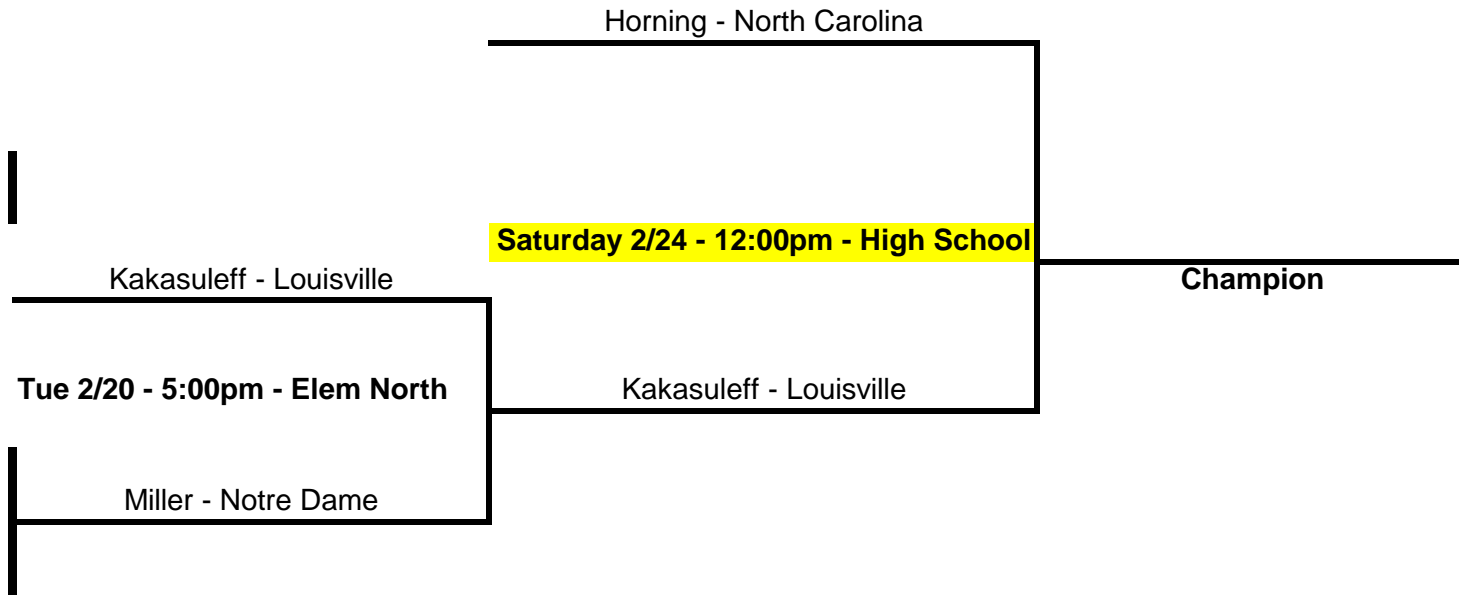 Horning - North Carolina
Saturday 2/24 - 12:00pm - High School
Kakasuleff - Louisville
Champion
Tue 2/20 - 5:00pm - Elem North
Kakasuleff - Louisville
Miller - Notre Dame